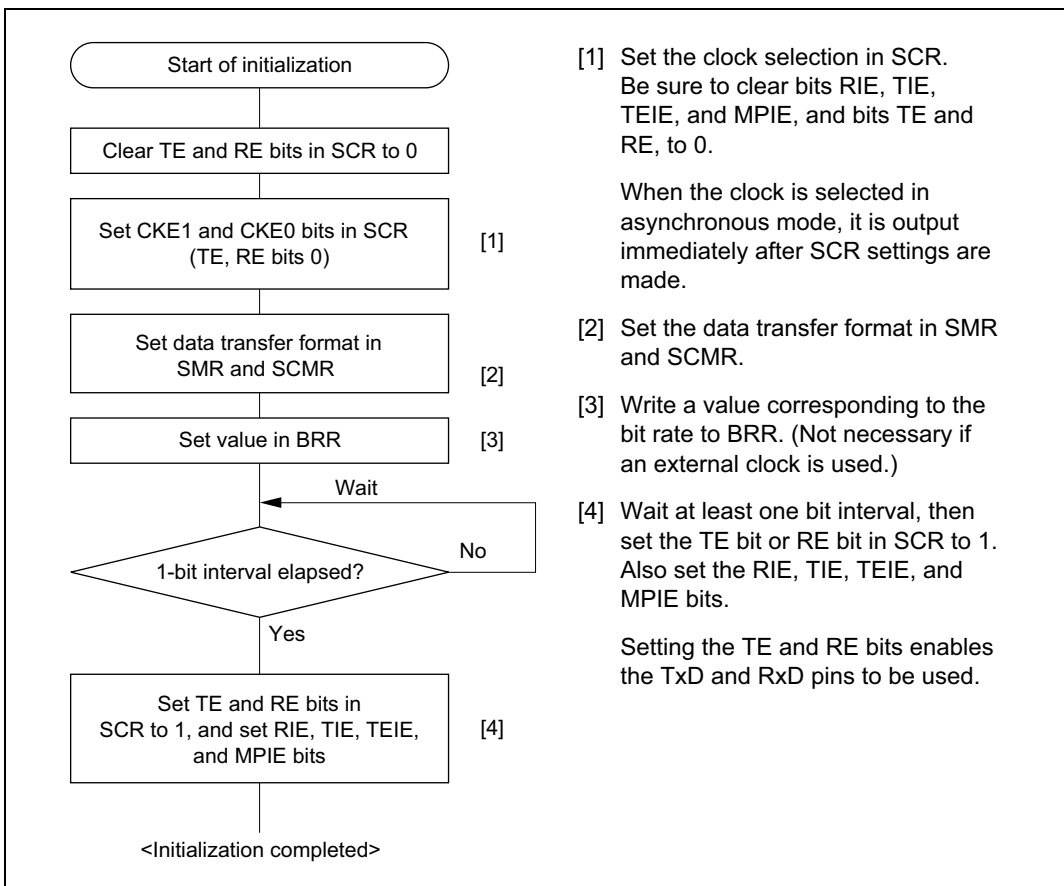 Start of initialization
Clear TE and RE bits in SCR to 0
Set CKE1 and CKE0 bits in SCR
(TE, RE bits 0)
[1]
Set data transfer format in
SMR and SCMR
[2]
Set value in BRR
[3]
Wait
No
1-bit interval elapsed?
Yes
Set TE and RE bits in
SCR to 1, and set RIE, TIE, TEIE,
and MPIE bits
[4]
<Initialization completed>
[1] Set the clock selection in SCR.
Be sure to clear bits RIE, TIE,
TEIE, and MPIE, and bits TE and
RE, to 0.
When the clock is selected in
asynchronous mode, it is output
immediately after SCR settings are
made.
[2] Set the data transfer format in SMR
and SCMR.
[3] Write a value corresponding to the
bit rate to BRR. (Not necessary if
an external clock is used.)
[4] Wait at least one bit interval, then
set the TE bit or RE bit in SCR to 1.
Also set the RIE, TIE, TEIE, and
MPIE bits.
Setting the TE and RE bits enables
the TxD and RxD pins to be used.